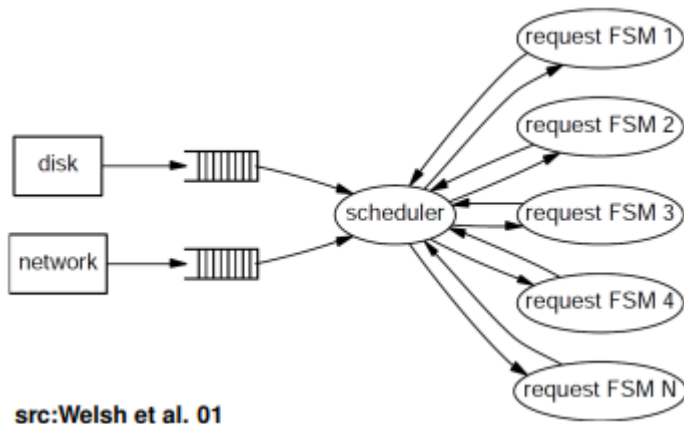 request FSM 1
request FSM 2
disk
scheduler
request FSM 3
network
request FSM 4
request FSM N
src:Welsh et al. 01